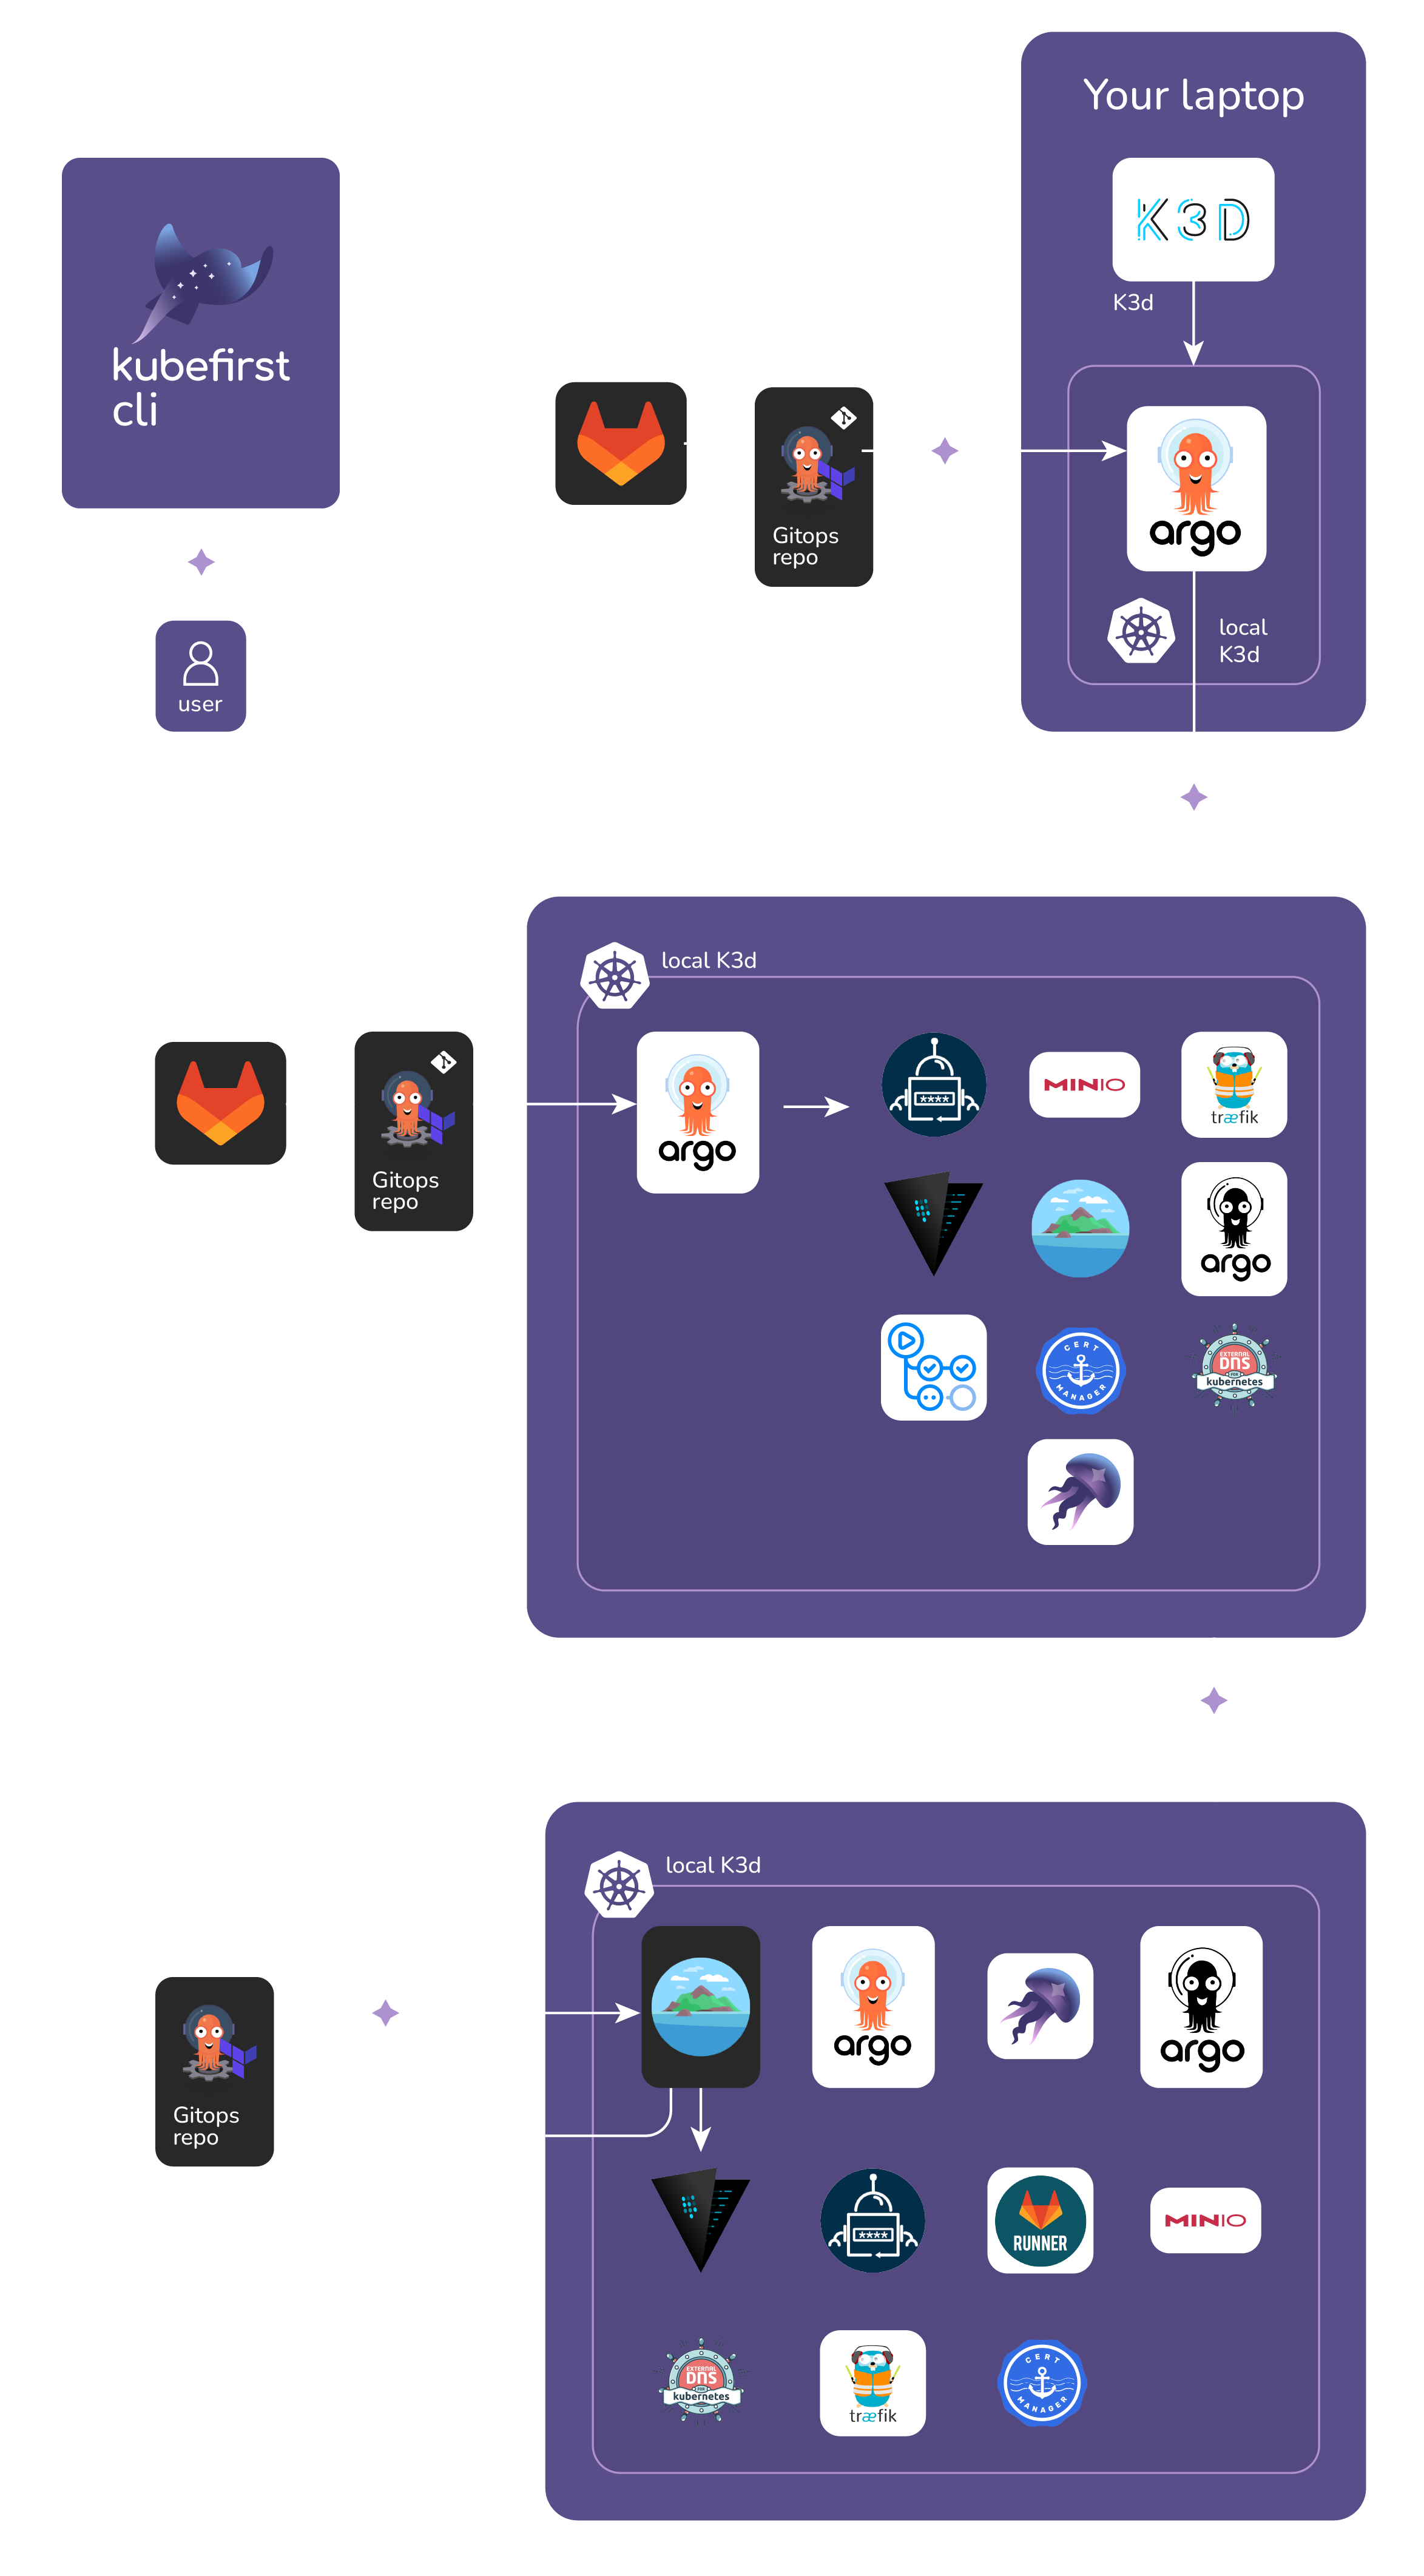 Your laptop
K3D
K3d
kubefirst
cli
Gitops
repo
argo
local
K3d
user
local K3d
Gitops
repo
argo
****
MINIO
træfik
argo
CERT
MANAGER
EXTERNAL
DNS
FOR
kubernetes
local K3d
Gitops
repo
argo
argo
****
RUNNER
MINIO
EXTERNAL
DNS
FOR
kubernetes
træfik
CERT
MANAGER